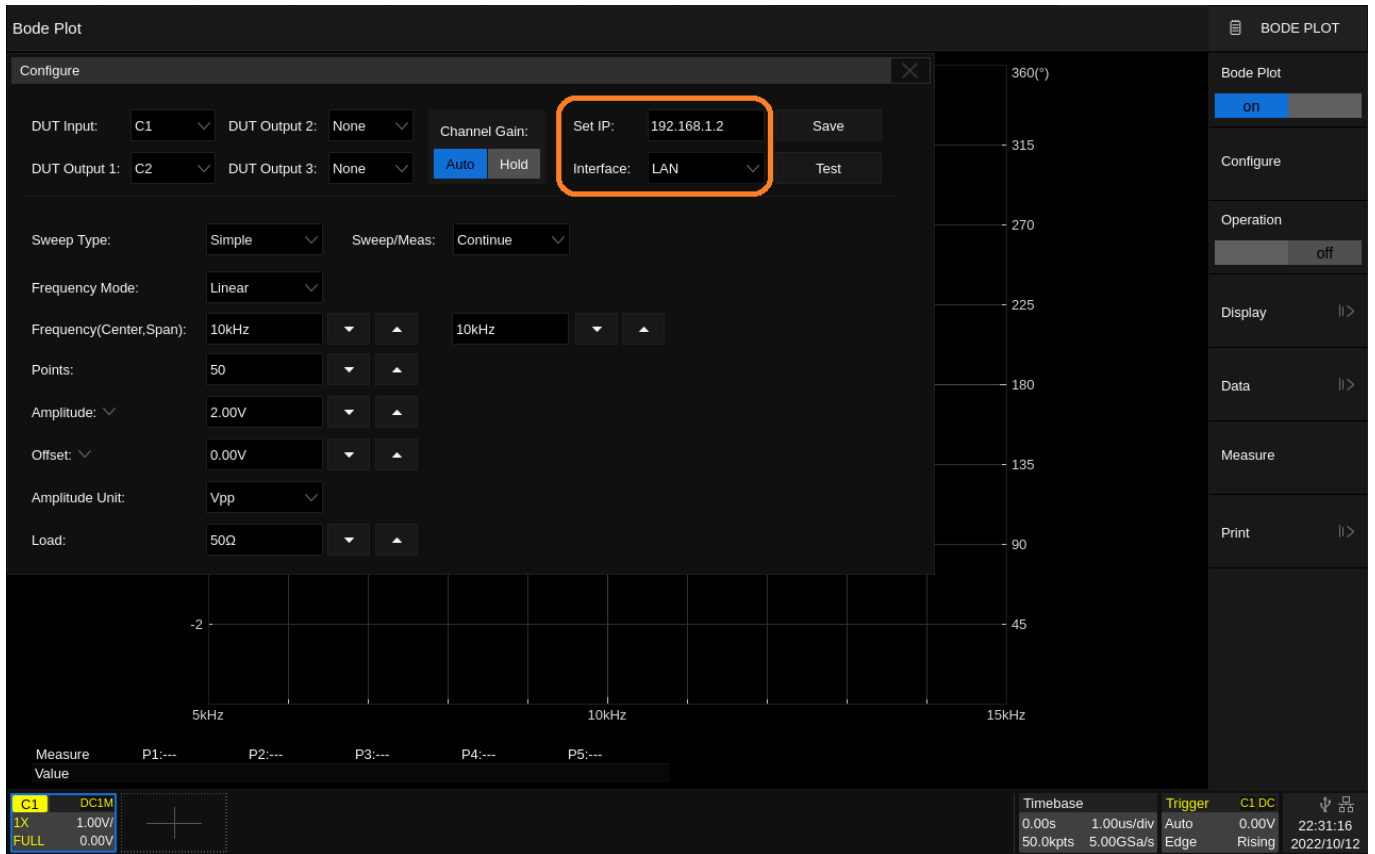 Bode Plot
BODE PLOT
Configure
DUT Input: C1 DUT Output 2: None Channel Gain: Set IP: 192.168.1.2 Save
DUT Output 1: C2 DUT Output 3: None Auto Hold Interface: LAN Test
Sweep Type: Simple Sweep/Meas: Continue
Frequency Mode: Linear
Frequency(Center,Span): 10kHz 10kHz
Points: 50
Amplitude: 2.00V
Offset: 0.00V
Amplitude Unit: Vpp
Load: 50Ω
360(°)
315
270
225
180
135
90
-2 45
5kHz 10kHz 15kHz
Bode Plot
on
Configure
Operation
off
Display
Data
Measure
Print
Measure P1:--- P2:--- P3:--- P4:--- P5:---
Value
C1 DC1M
1X 1.00V/
FULL 0.00V
Timebase
0.00s 1.00us/div
50.0kpts 5.00GSa/s
Trigger C1 DC
Auto 0.00V
Edge Rising
22:31:16
2022/10/12